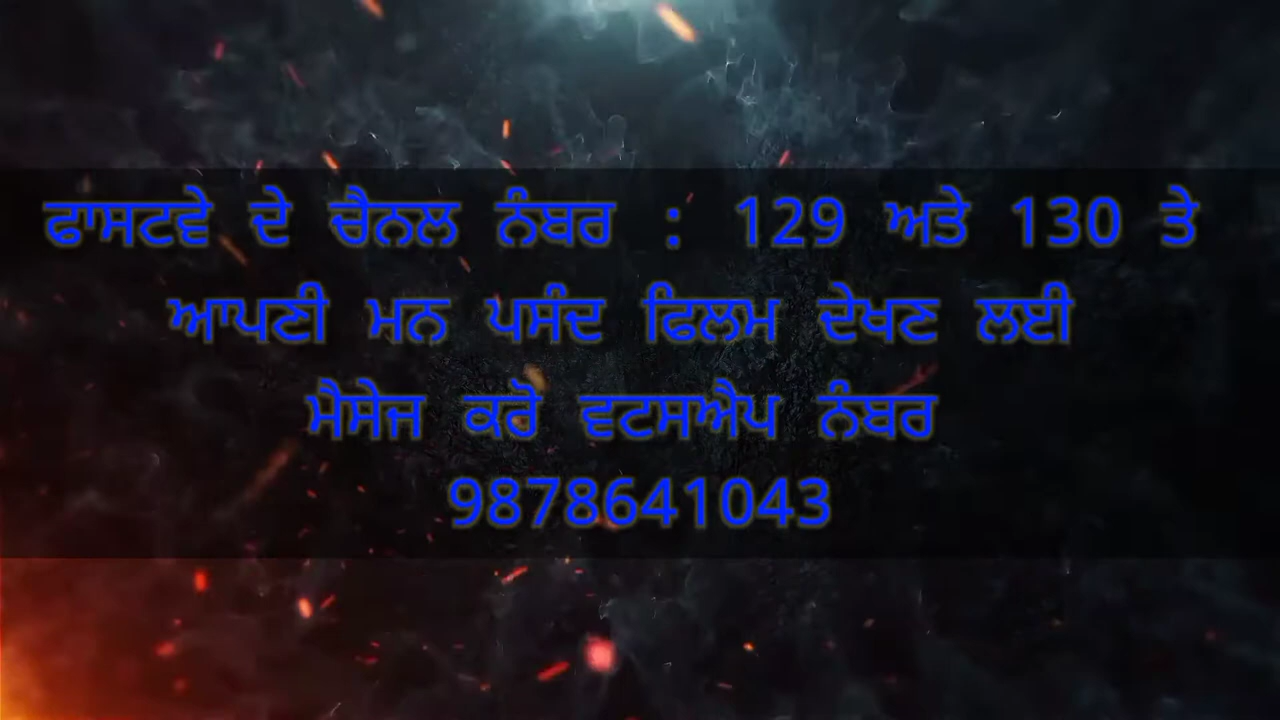 ਫਾਸਟਵੇ ਦੇ ਚੈਨਲ ਨੰਬਰ : 129 ਅਤੇ 130 ਤੇ
ਆਪਣੀ ਮਨ ਪਸੰਦ ਫਿਲਮ ਦੇਖਣ ਲਈ
ਮੈਸੇਜ ਕਰੋ ਵਟਸਐਪ ਨੰਬਰ
9878641043